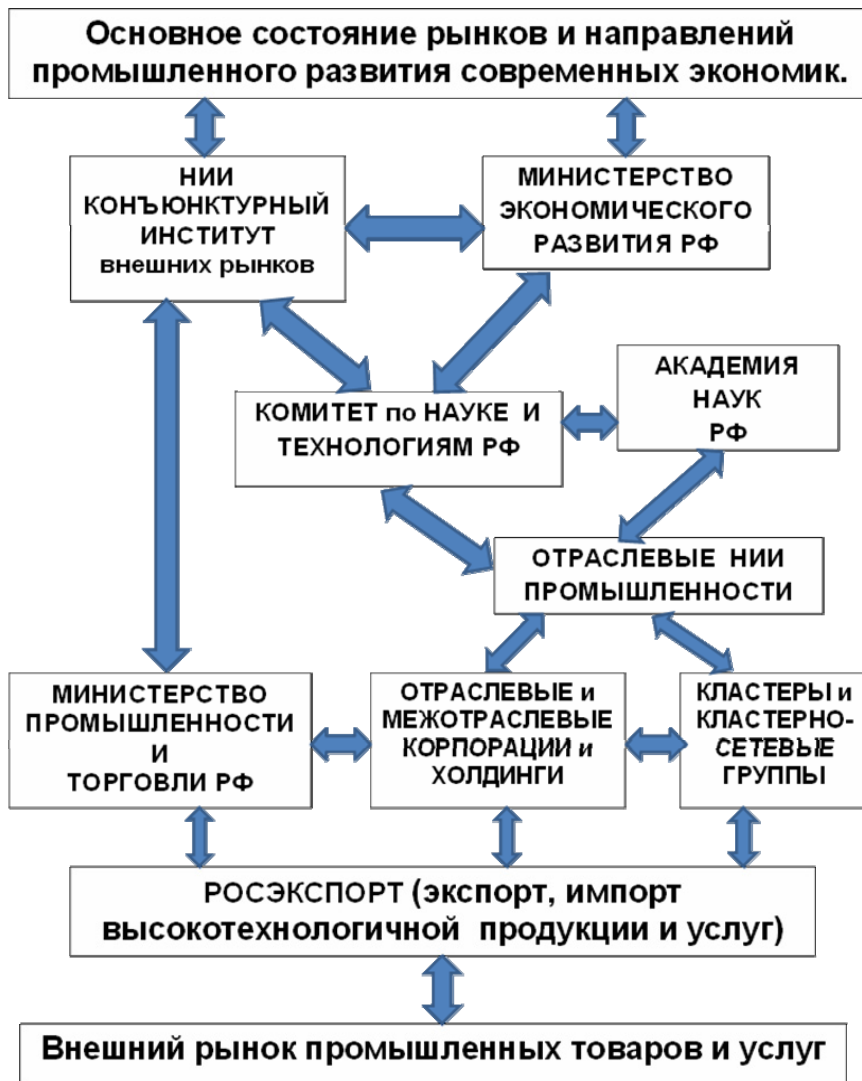 Основное состояние рынков и направлений
промышленного развития современных экономик.
НИИ
КОНЪЮНКТУРНЫЙ
ИНСТИТУТ
внешних рынков
МИНИСТЕРСТВО
ЭКОНОМИЧЕСКОГО
РАЗВИТИЯ РФ
АКАДЕМИЯ
НАУК
РФ
КОМИТЕТ по НАУКЕ И
ТЕХНОЛОГИЯМ РФ
ОТРАСЛЕВЫЕ НИИ
ПРОМЫШЛЕННОСТИ
МИНИСТЕРСТВО
ПРОМЫШЛЕННОСТИ
И
ТОРГОВЛИ РФ
ОТРАСЛЕВЫЕ и
МЕЖОТРАСЛЕВЫЕ
КОРПОРАЦИИ и
ХОЛДИНГИ
КЛАСТЕРЫ и
КЛАСТЕРНО-
СЕТЕВЫЕ
ГРУППЫ
РОСЭКСПОРТ (экспорт, импорт
высокотехнологичной продукции и услуг)
Внешний рынок промышленных товаров и услуг